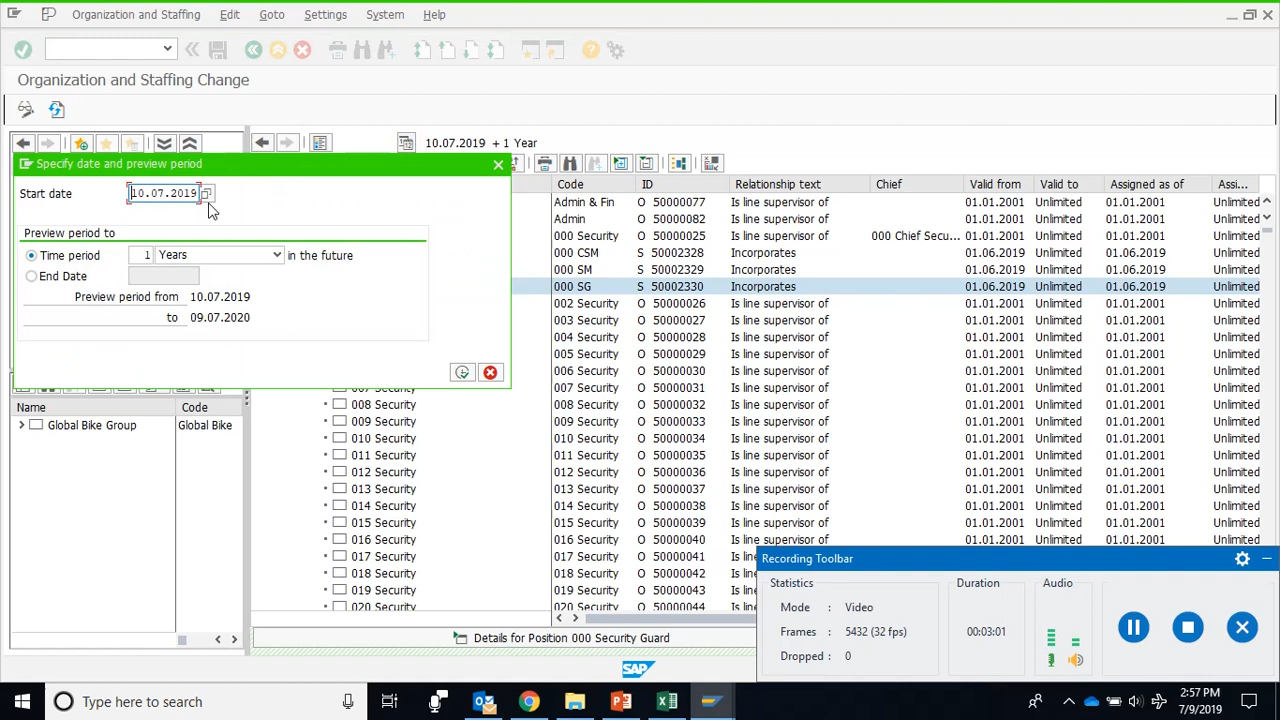 Organization and Staffing Edit Goto Settings System Help
Organization and Staffing Change
10.07.2019 + 1 Year
Specify date and preview period
Start date 10.07.2019
Preview period to
Time period 1 Years in the future
End Date
Preview period from 10.07.2019
to 09.07.2020
Code ID Relationship text Chief Valid from Valid to Assigned as of Assi...
Admin & Fin O 50000077 Is line supervisor of 01.01.2001 Unlimited 01.01.2001 Unlimited
Admin O 50000082 Is line supervisor of 01.01.2001 Unlimited 01.01.2001 Unlimited
000 Security O 50000025 Is line supervisor of 000 Chief Secu... 01.01.2001 Unlimited 01.01.2001 Unlimited
000 CSM S 50002328 Incorporates 01.06.2019 Unlimited 01.06.2019 Unlimited
000 SM S 50002329 Incorporates 01.06.2019 Unlimited 01.06.2019 Unlimited
000 SG S 50002330 Incorporates 01.06.2019 Unlimited 01.06.2019 Unlimited
002 Security O 50000026 Is line supervisor of 01.01.2001 Unlimited 01.01.2001 Unlimited
003 Security O 50000027 Is line supervisor of 01.01.2001 Unlimited 01.01.2001 Unlimited
004 Security O 50000028 Is line supervisor of 01.01.2001 Unlimited 01.01.2001 Unlimited
005 Security O 50000029 Is line supervisor of 01.01.2001 Unlimited 01.01.2001 Unlimited
006 Security O 50000030 Is line supervisor of 01.01.2001 Unlimited 01.01.2001 Unlimited
007 Security 007 Security O 50000031 Is line supervisor of 01.01.2001 Unlimited 01.01.2001 Unlimited
008 Security 008 Security O 50000032 Is line supervisor of 01.01.2001 Unlimited 01.01.2001 Unlimited
009 Security 009 Security O 50000033 Is line supervisor of 01.01.2001 Unlimited 01.01.2001 Unlimited
010 Security 010 Security O 50000034 Is line supervisor of 01.01.2001 Unlimited 01.01.2001 Unlimited
011 Security 011 Security O 50000035 Is line supervisor of 01.01.2001 Unlimited 01.01.2001 Unlimited
012 Security 012 Security O 50000036 Is line supervisor of 01.01.2001 Unlimited 01.01.2001 Unlimited
013 Security 013 Security O 50000037 Is line supervisor of 01.01.2001 Unlimited 01.01.2001 Unlimited
014 Security 014 Security O 50000038 Is line supervisor of 01.01.2001 Unlimited 01.01.2001 Unlimited
015 Security 015 Security O 50000039 Is line supervisor of 01.01.2001 Unlimited 01.01.2001 Unlimited
016 Security 016 Security O 50000040 Is line supervisor of 01.01.2001 Unlimited 01.01.2001 Unlimited
017 Security 017 Security O 50000041 Is line supervisor of
018 Security 018 Security O 50000042 Is line supervisor of
019 Security 019 Security O 50000043 Is line supervisor of
020 Security 020 Security O 50000044 Is line supervisor of
Name Code
Global Bike Group Global Bike
Details for Position 000 Security Guard
Recording Toolbar
Statistics Duration Audio
Mode : Video
Frames : 5432 (32 fps) 00:03:01
Dropped : 0
SAP
Type here to search
2:57 PM
7/9/2019